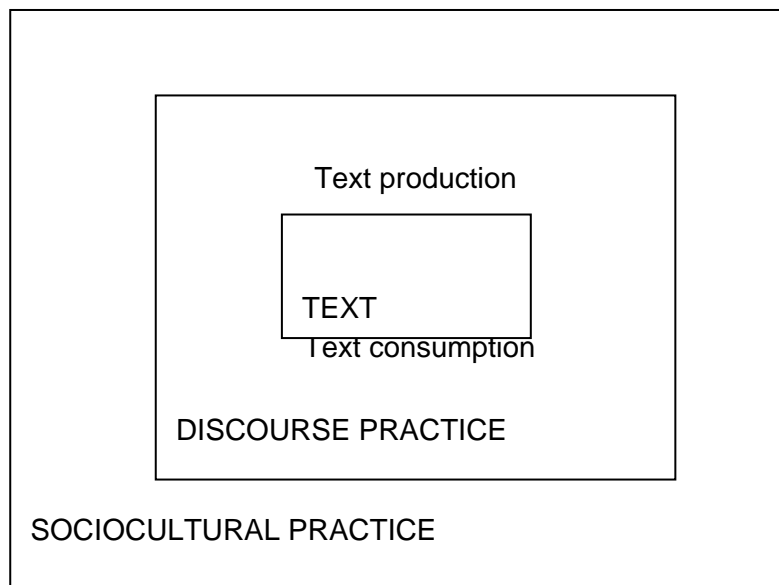 Text production
TEXT
Text consumption
DISCOURSE PRACTICE
SOCIOCULTURAL PRACTICE